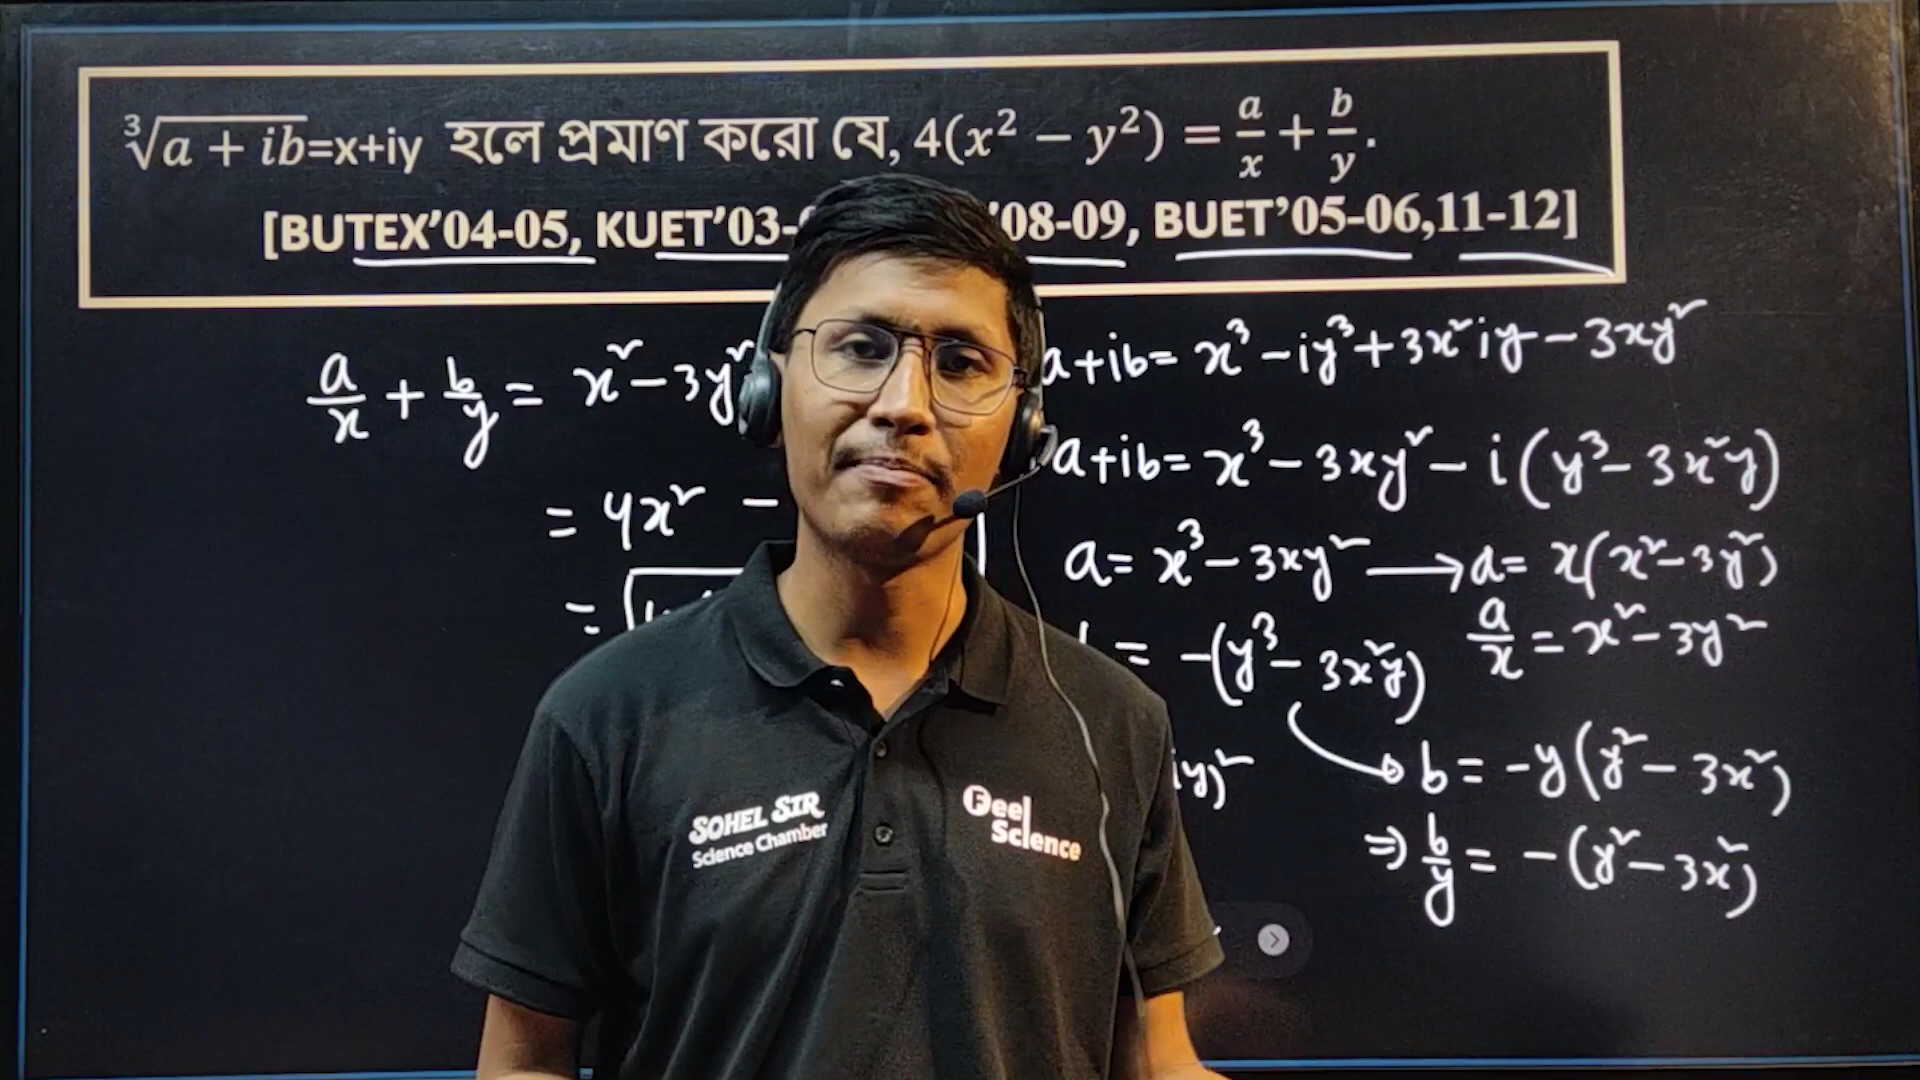 ∛(a + ib)=x+iy হলে প্রমাণ করো যে, 4(x² − y²) = a/x + b/y.
[BUTEX’04-05, KUET’03- ’08-09, BUET’05-06,11-12]
a/x + b/y = x² − 3y²
= 4x² −
=
a+ib = x³ − iy³ + 3x²iy − 3xy²
a+ib = x³ − 3xy² − i(y³ − 3x²y)
a = x³ − 3xy² → a = x(x² − 3y²)
a/x = x² − 3y²
= −(y³ − 3x²y)
iy)²
b = −y(y² − 3x²)
⇒ b/y = −(y² − 3x²)
SOHEL SIR
Science Chamber
Feel
Science